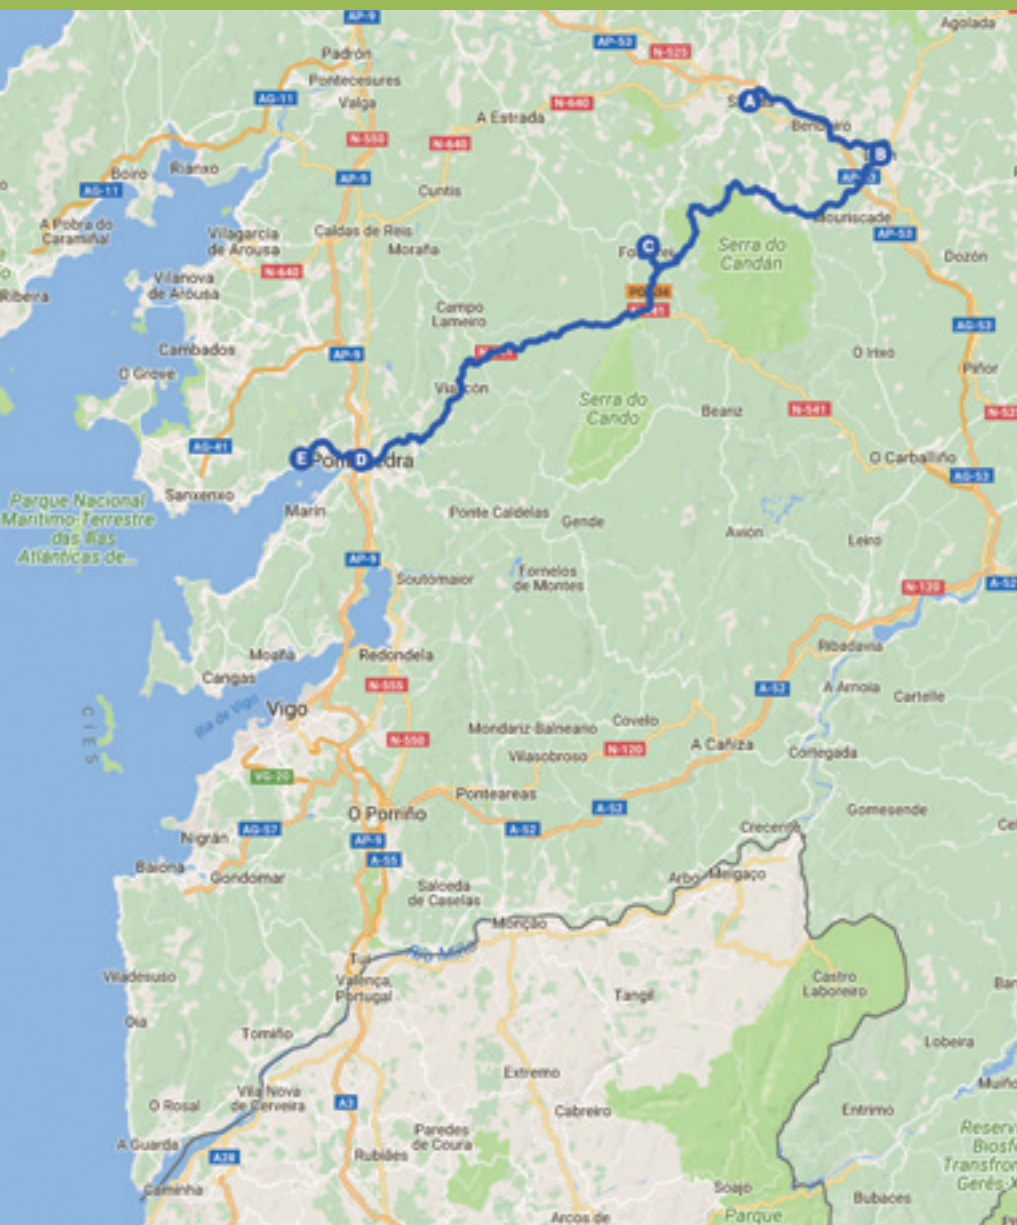 AP-9
Agolada
AP-53
N-525
Padrón
Pontecesures
AG-11
Valga
N-640
A
A Estrada
N-550
N-640
B
Boiro
Rianxo
AP-9
AG-11
Cuntis
Mouriscade
A Pobra do
Caramiñal
Vilagarcía
de Arousa
Caldas de Reis
Moraña
C
Serra do
Candán
AP-53
Dozón
N-640
Vilanova
de Arousa
Ribeira
Campo
Lameiro
AG-53
Cambados
AP-9
O Irixo
O Grove
Piñor
Serra do
Cando
Beariz
N-541
AG-41
E
D
O Carballiño
AG-53
Sanxenxo
Marín
Parque Nacional
Marítimo-Terrestre
das Illas
Atlánticas de...
Ponte Caldelas
Gende
Avión
Leiro
AP-9
Soutomaior
Fornelos
de Montes
N-120
A-52
Ribadavia
Moaña
Redondela
Cangas
N-555
A-52
A Arnoia
Cartelle
CÍES
Ría de Vigo
Vigo
Mondariz-Balneario
Covelo
N-550
Vilasobroso
N-120
A Cañiza
Cortegada
VG-20
Ponteareas
O Porriño
A-52
Gomesende
AG-57
A-52
Nigrán
AP-9
Crecente
A-55
Baiona
Gondomar
Arbo
Melgaço
Salceda
de Caselas
Monção
Río Miño
Tui
Viladesuso
Valença,
Portugal
Tangil
Castro
Laboreiro
Oia
Tomiño
Lobeira
Extremo
Vila Nova
de Cerveira
O Rosal
A3
Cabreiro
Entrimo
A Guarda
Paredes
de Coura
A28
Rubiães
Caminha
Soajo
Bubaces
Arcos de
Parque